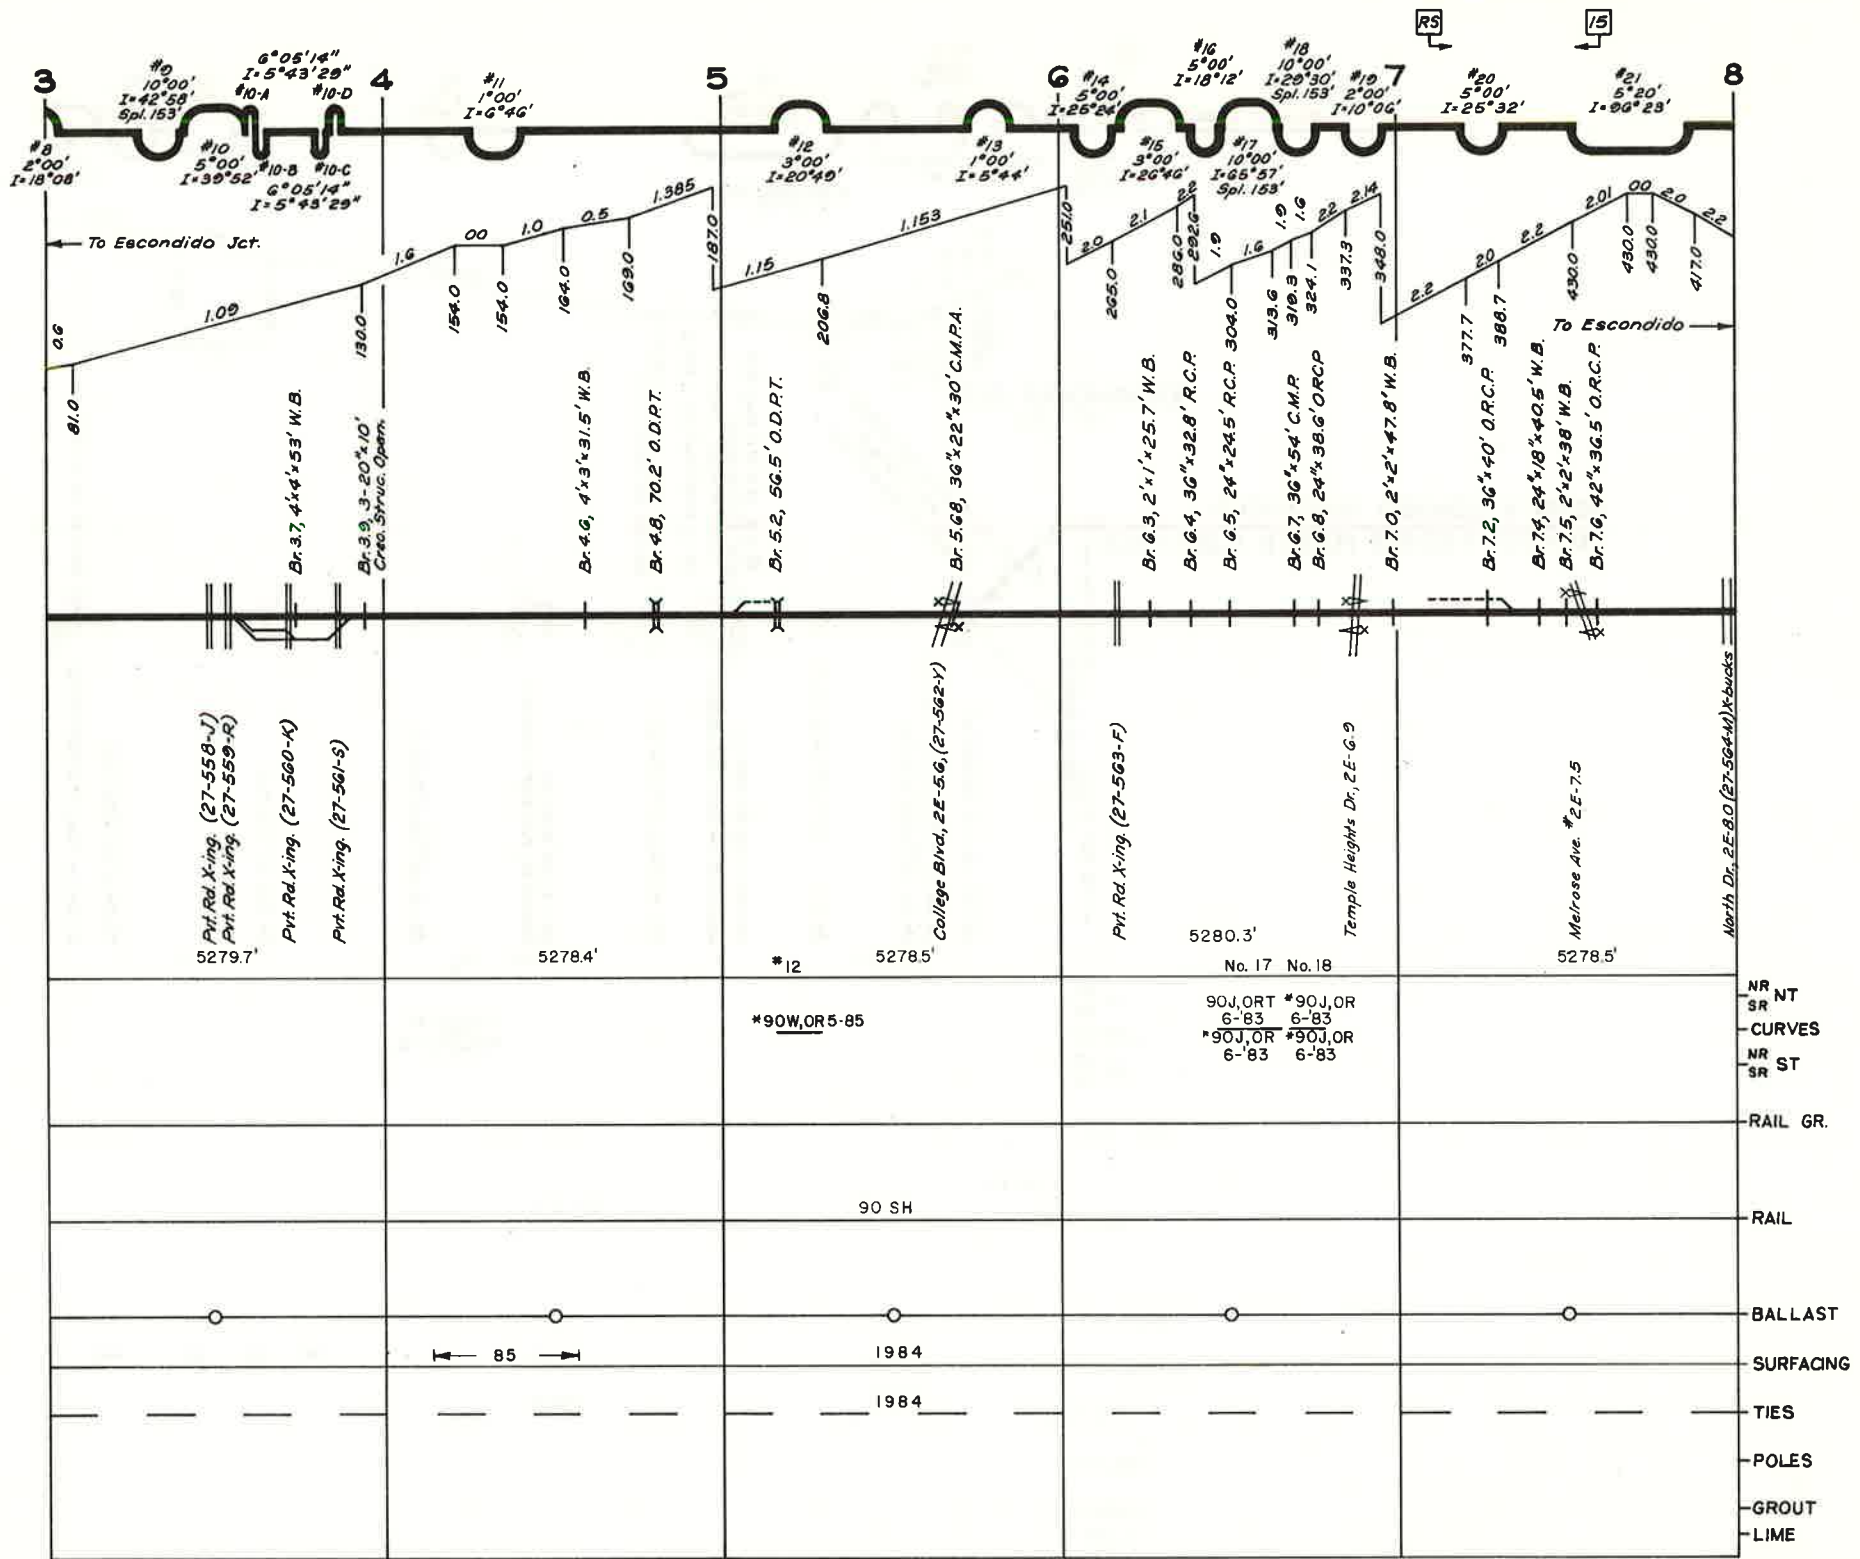 RS
15
3
4
5
6
7
8
#8
2°00'
I=18°08'
#9
10°00'
I=42°58'
Spl.153'
#10
5°00'
I=39°52'
6°05'14"
I=5°43'29"
#10-A
#10-D
#10-B
#10-C
6°05'14"
I=5°43'29"
#11
1°00'
I=6°46'
#12
3°00'
I=20°49'
#13
1°00'
I=5°44'
#14
5°00'
I=25°24'
#15
3°00'
I=26°46'
#16
5°00'
I=18°12'
#17
10°00'
I=65°57'
Spl.153'
#18
10°00'
I=29°30'
Spl.153'
#19
2°00'
I=10°06'
#20
5°00'
I=25°32'
#21
5°20'
I=96°23'
To Escondido Jct.
To Escondido
0.6
1.09
1.6
00
1.0
0.5
1.385
1.15
1.153
2.0
2.1
2.2
1.9
1.6
1.9
1.6
2.2
2.14
2.2
2.0
2.2
2.01
00
2.0
2.2
81.0
130.0
154.0
154.0
164.0
169.0
187.0
206.8
251.0
265.0
286.0
292.6
304.0
313.6
319.3
324.1
337.3
348.0
377.7
388.7
430.0
430.0
430.0
417.0
Br.3.7, 4'x4'x53' W.B.
Br.3.9, 3-20"x10'
Creo. Struc. Open.
Br.4.6, 4'x3'x31.5' W.B.
Br.4.8, 70.2' O.D.P.T.
Br.5.2, 56.5' O.D.P.T.
Br.5.68, 36"x22"x30' C.M.P.A.
Br.6.3, 2'x1'x25.7' W.B.
Br.6.4, 36"x32.8' R.C.P.
Br.6.5, 24"x24.5' R.C.P.
Br.6.7, 36"x54' C.M.P.
Br.6.8, 24"x38.6' O.R.C.P.
Br.7.0, 2'x2'x47.8' W.B.
Br.7.2, 36"x40' O.R.C.P.
Br.7.4, 24"x18"x40.5' W.B.
Br.7.5, 2'x2'x38' W.B.
Br.7.6, 42"x36.5' O.R.C.P.
Pvt. Rd. X-ing. (27-558-J)
Pvt. Rd. X-ing. (27-559-R)
Pvt. Rd. X-ing. (27-560-K)
Pvt. Rd. X-ing. (27-561-S)
College Blvd, 2E-5.6, (27-562-Y)
Pvt. Rd. X-ing. (27-563-F)
Temple Heights Dr., 2E-6.9
Melrose Ave. #2E-7.5
North Dr., 2E-8.0 (27-564-M) X-bucks
5279.7'
5278.4'
5278.5'
5280.3'
5278.5'
#12
No. 17 No. 18
*90W,OR 5-85
90J,ORT *90J,OR
6-'83 6-'83
*90J,OR *90J,OR
6-'83 6-'83
NR
SR NT
CURVES
NR
SR ST
RAIL GR.
90 SH
RAIL
BALLAST
85
1984
SURFACING
1984
TIES
POLES
GROUT
LIME